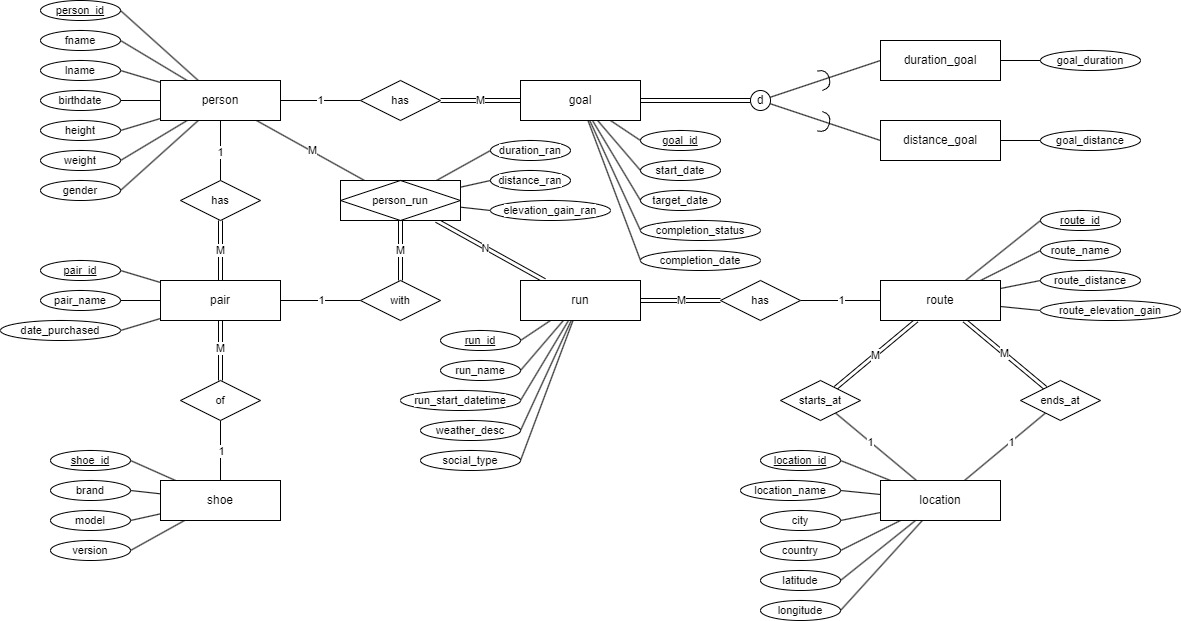 person_id
fname
lname
birthdate
height
weight
gender
person
1
has
M
goal
d
duration_goal
goal_duration
distance_goal
goal_distance
goal_id
start_date
target_date
completion_status
completion_date
M
duration_ran
distance_ran
elevation_gain_ran
person_run
1
has
M
M
N
pair_id
pair_name
date_purchased
pair
1
with
run
M
has
1
route
route_id
route_name
route_distance
route_elevation_gain
run_id
run_name
run_start_datetime
weather_desc
social_type
M
of
1
M
M
starts_at
ends_at
1
1
shoe_id
brand
model
version
shoe
location_id
location_name
city
country
latitude
longitude
location